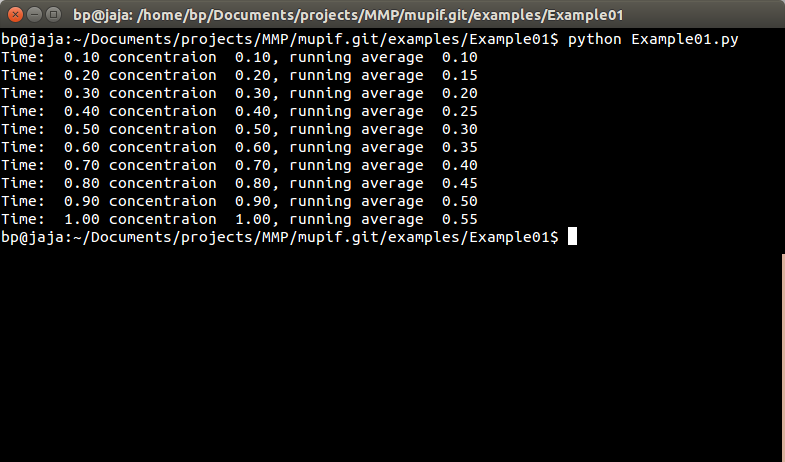 bp@jaja: /home/bp/Documents/projects/MMP/mupif.git/examples/Example01
bp@jaja:~/Documents/projects/MMP/mupif.git/examples/Example01$ python Example01.py
Time:  0.10 concentraion  0.10, running average  0.10
Time:  0.20 concentraion  0.20, running average  0.15
Time:  0.30 concentraion  0.30, running average  0.20
Time:  0.40 concentraion  0.40, running average  0.25
Time:  0.50 concentraion  0.50, running average  0.30
Time:  0.60 concentraion  0.60, running average  0.35
Time:  0.70 concentraion  0.70, running average  0.40
Time:  0.80 concentraion  0.80, running average  0.45
Time:  0.90 concentraion  0.90, running average  0.50
Time:  1.00 concentraion  1.00, running average  0.55
bp@jaja:~/Documents/projects/MMP/mupif.git/examples/Example01$